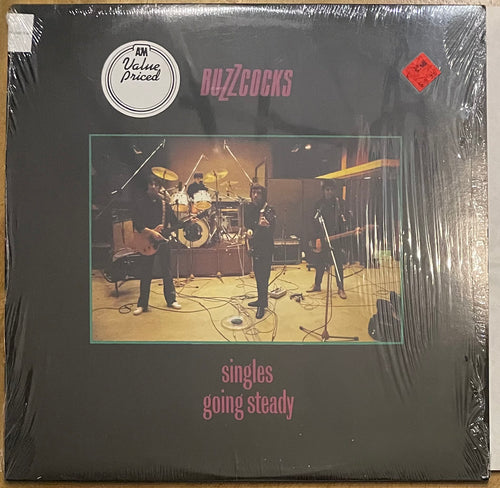 A&M
Value
Priced
BUZZCOCKS
singles
going steady